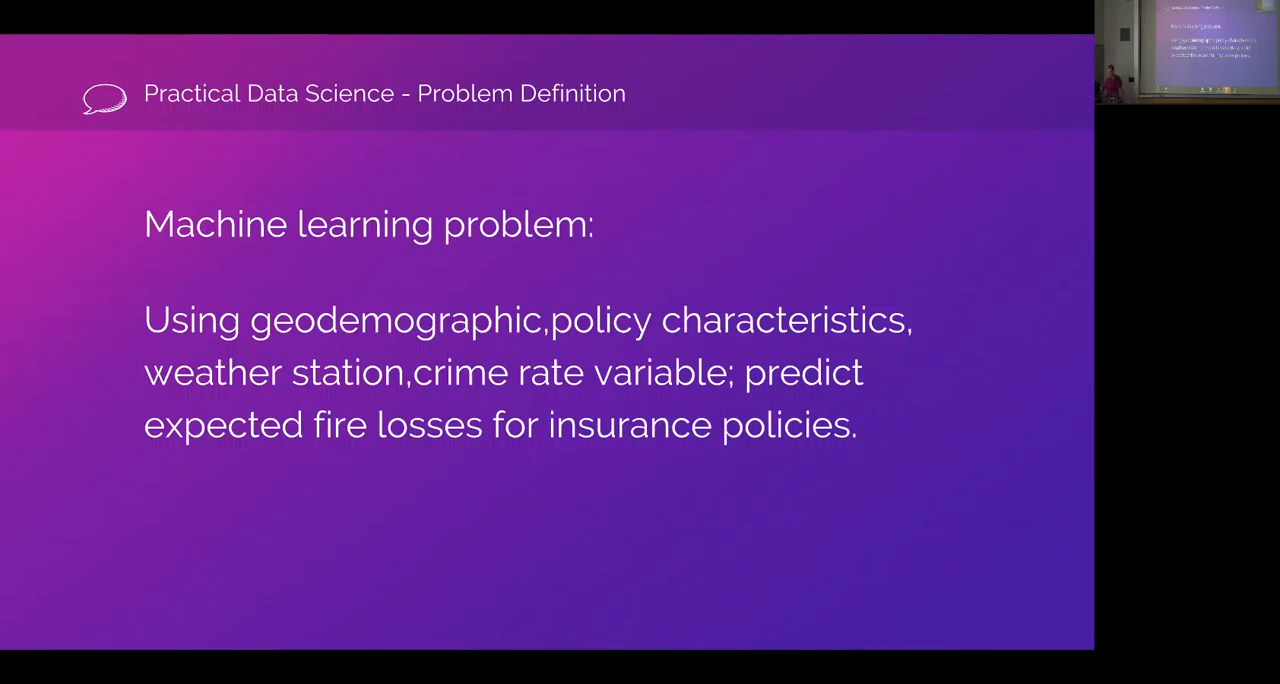 Practical Data Science - Problem Definition
Machine learning problem:
Using geodemographic,policy characteristics,
weather station,crime rate variable; predict
expected fire losses for insurance policies.